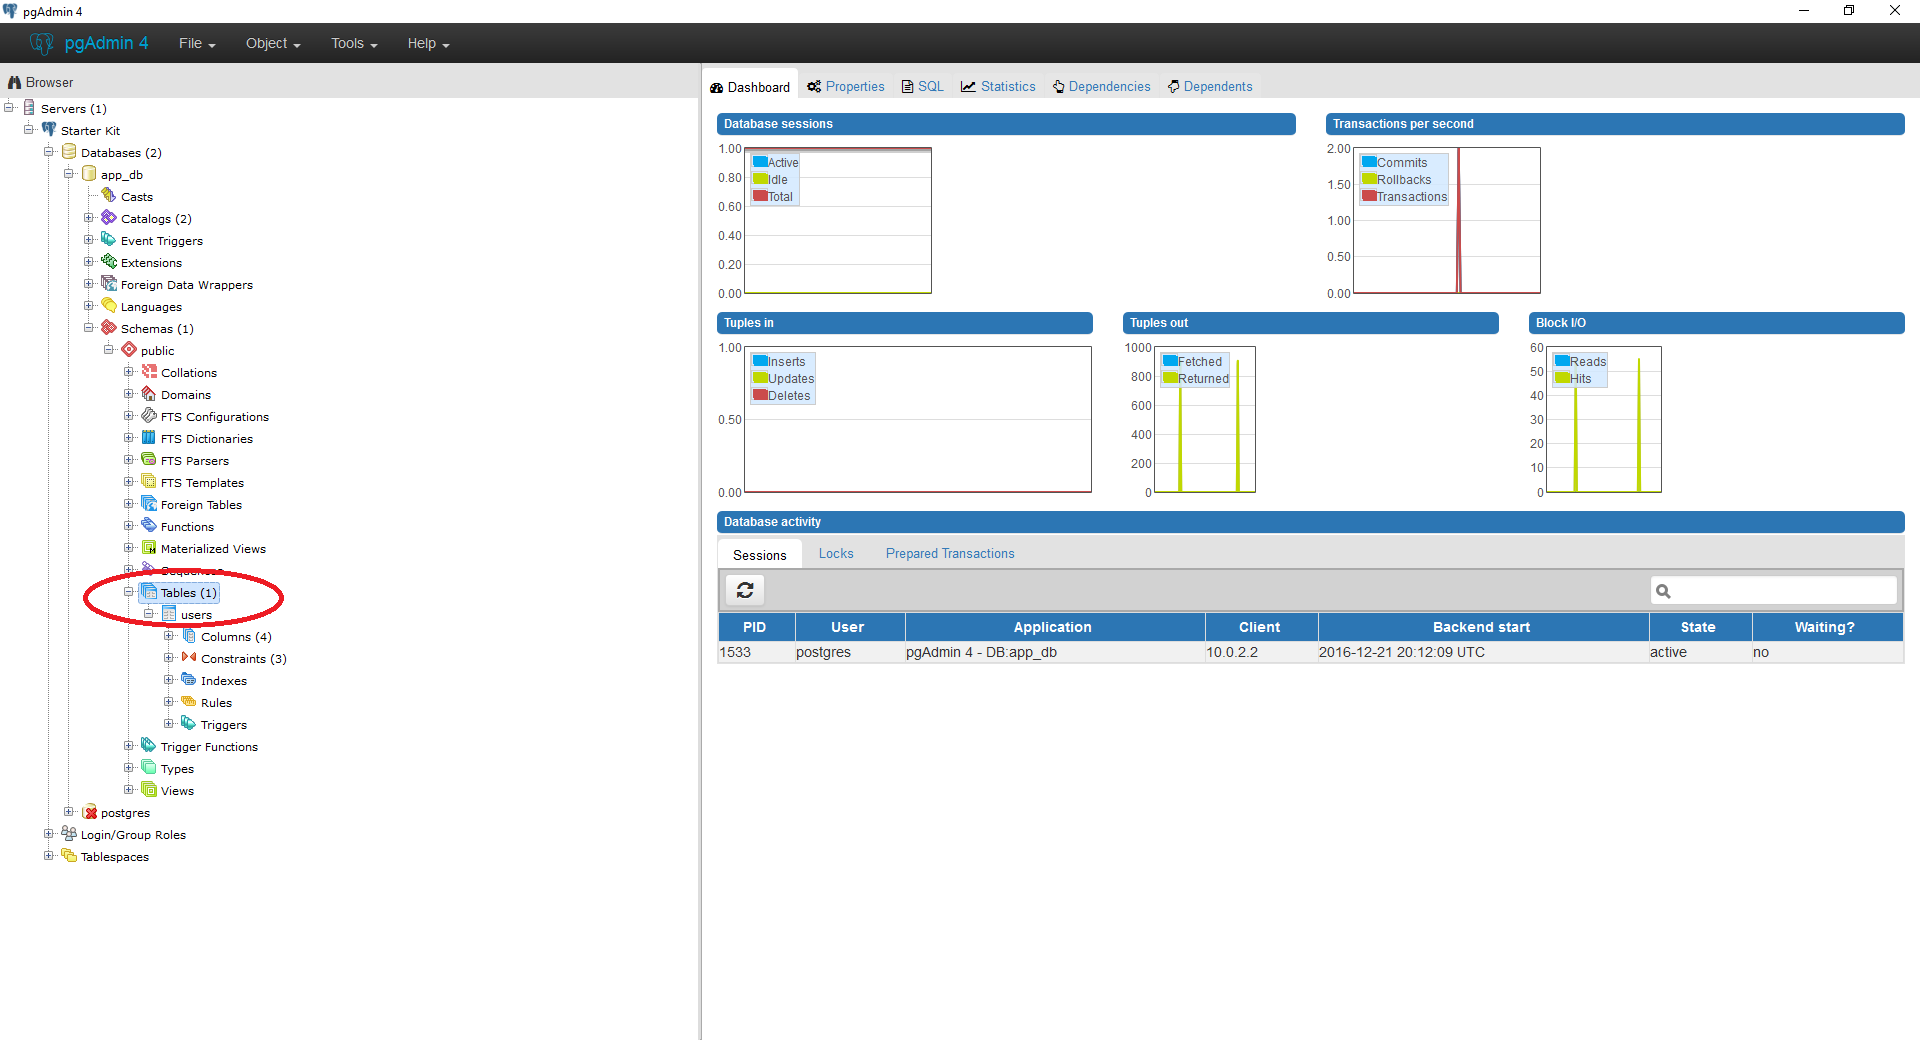 pgAdmin 4
pgAdmin 4 File Object Tools Help
Browser
Servers (1)
Starter Kit
Databases (2)
app_db
Casts
Catalogs (2)
Event Triggers
Extensions
Foreign Data Wrappers
Languages
Schemas (1)
public
Collations
Domains
FTS Configurations
FTS Dictionaries
FTS Parsers
FTS Templates
Foreign Tables
Functions
Materialized Views
Sequences
Tables (1)
users
Columns (4)
Constraints (3)
Indexes
Rules
Triggers
Trigger Functions
Types
Views
postgres
Login/Group Roles
Tablespaces
Dashboard Properties SQL Statistics Dependencies Dependents
Database sessions
1.00
0.80
0.60
0.40
0.20
0.00
Active
Idle
Total
Transactions per second
2.00
1.50
1.00
0.50
0.00
Commits
Rollbacks
Transactions
Tuples in
1.00
0.50
0.00
Inserts
Updates
Deletes
Tuples out
1000
800
600
400
200
0
Fetched
Returned
Block I/O
60
50
40
30
20
10
0
Reads
Hits
Database activity
Sessions Locks Prepared Transactions
PID User Application Client Backend start State Waiting?
1533 postgres pgAdmin 4 - DB:app_db 10.0.2.2 2016-12-21 20:12:09 UTC active no